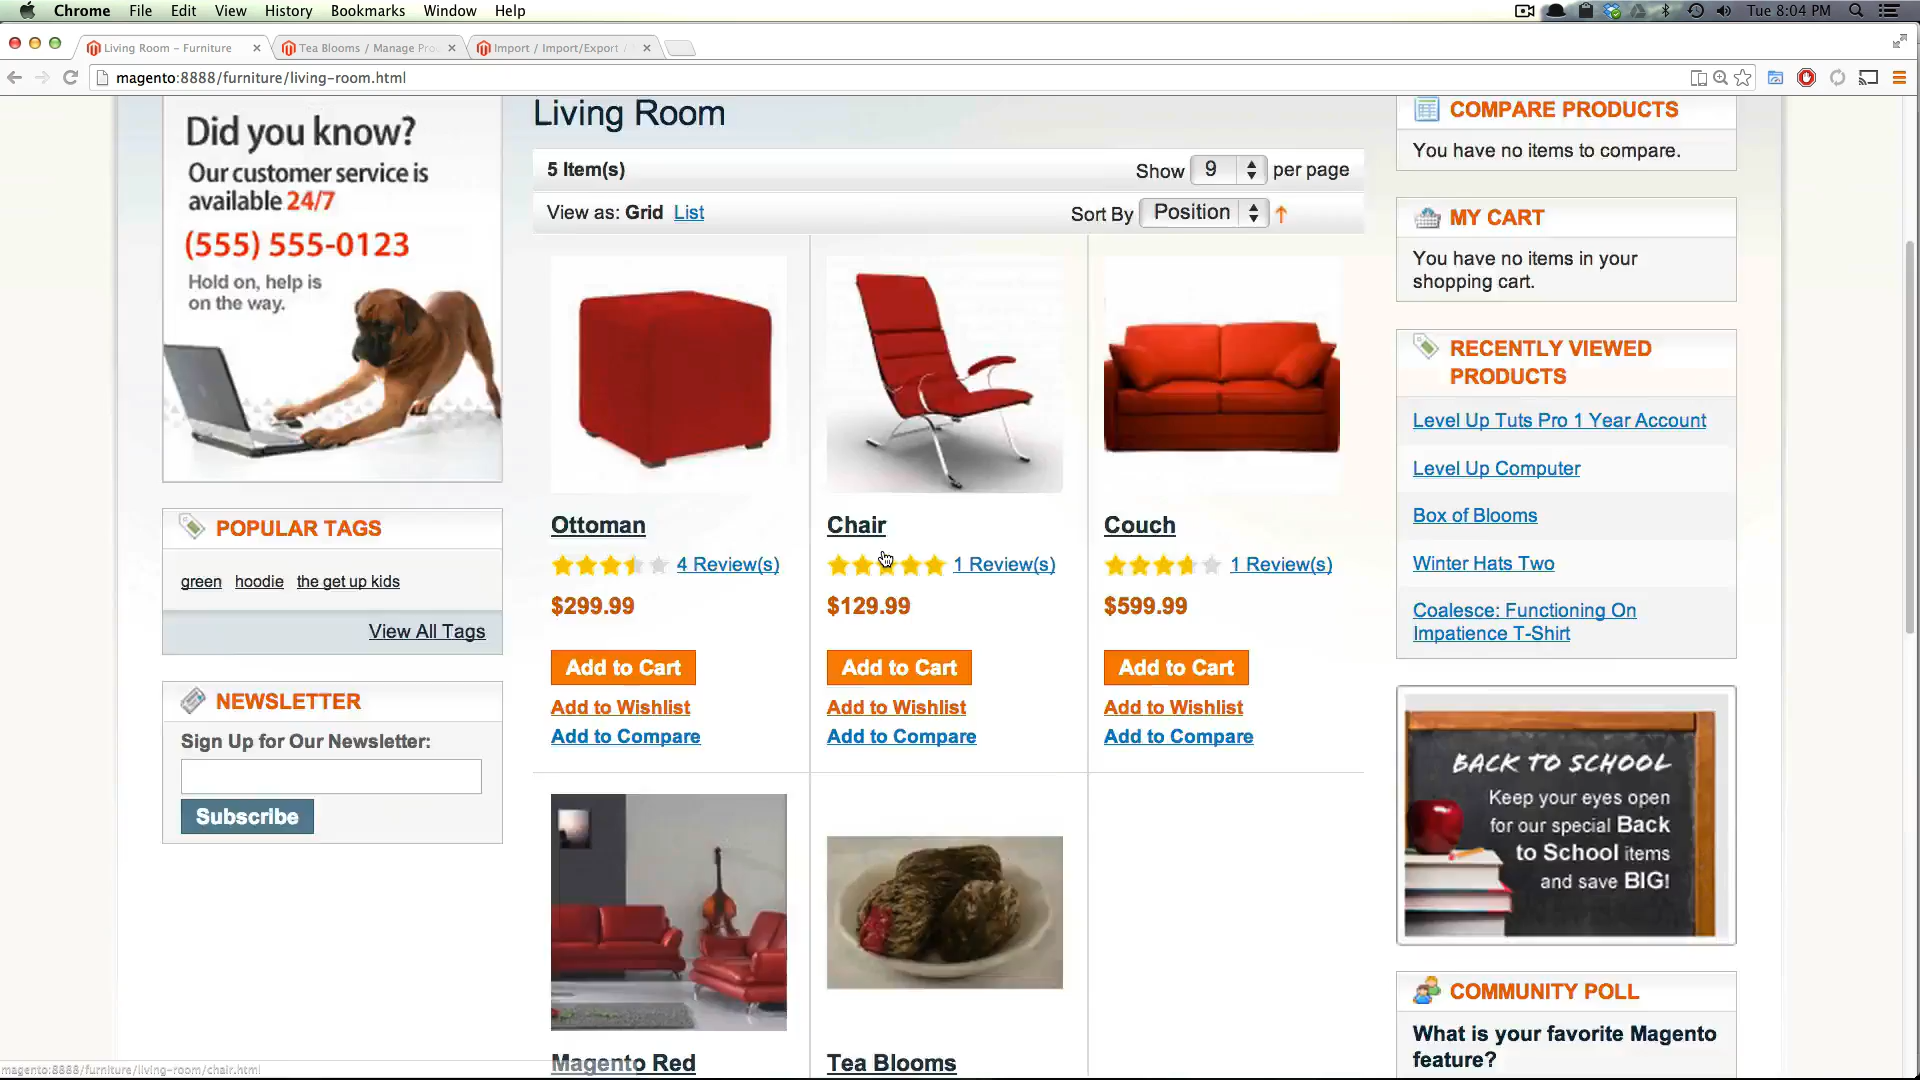 Chrome File Edit View History Bookmarks Window Help
Tue 8:04 PM
Living Room – Furniture
Tea Blooms / Manage Pro
Import / Import/Export /
magento:8888/furniture/living-room.html
Did you know?
Our customer service is
available 24/7
(555) 555-0123
Hold on, help is
on the way.
POPULAR TAGS
green hoodie the get up kids
View All Tags
NEWSLETTER
Sign Up for Our Newsletter:
Subscribe
Living Room
5 Item(s)
Show 9 per page
View as: Grid List
Sort By Position
Ottoman
4 Review(s)
$299.99
Add to Cart
Add to Wishlist
Add to Compare
Chair
1 Review(s)
$129.99
Add to Cart
Add to Wishlist
Add to Compare
Couch
1 Review(s)
$599.99
Add to Cart
Add to Wishlist
Add to Compare
Magento Red
Tea Blooms
COMPARE PRODUCTS
You have no items to compare.
MY CART
You have no items in your
shopping cart.
RECENTLY VIEWED
PRODUCTS
Level Up Tuts Pro 1 Year Account
Level Up Computer
Box of Blooms
Winter Hats Two
Coalesce: Functioning On
Impatience T-Shirt
BACK TO SCHOOL
Keep your eyes open
for our special Back
to School items
and save BIG!
COMMUNITY POLL
What is your favorite Magento
feature?
magento:8888/furniture/living-room/chair.html